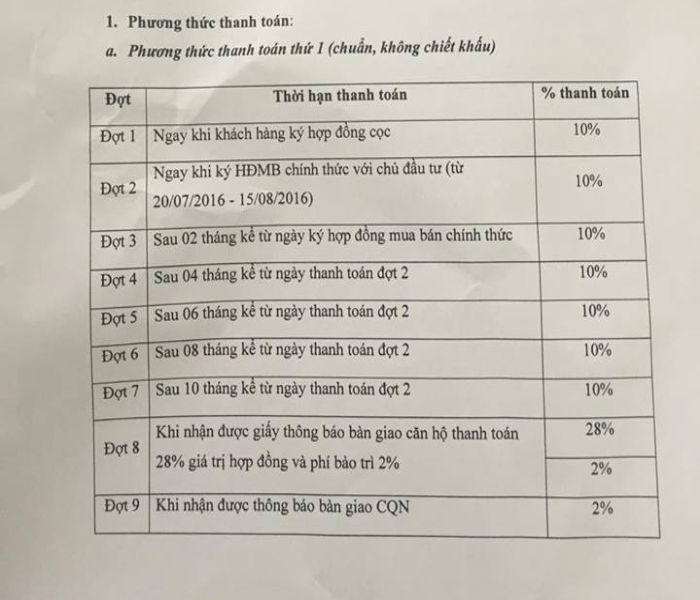 1. Phương thức thanh toán:
a. Phương thức thanh toán thứ 1 (chuẩn, không chiết khấu)
Đợt Thời hạn thanh toán % thanh toán
Đợt 1 Ngay khi khách hàng ký hợp đồng cọc 10%
Đợt 2 Ngay khi ký HĐMB chính thức với chủ đầu tư (từ
20/07/2016 - 15/08/2016) 10%
Đợt 3 Sau 02 tháng kể từ ngày ký hợp đồng mua bán chính thức 10%
Đợt 4 Sau 04 tháng kể từ ngày thanh toán đợt 2 10%
Đợt 5 Sau 06 tháng kể từ ngày thanh toán đợt 2 10%
Đợt 6 Sau 08 tháng kể từ ngày thanh toán đợt 2 10%
Đợt 7 Sau 10 tháng kể từ ngày thanh toán đợt 2 10%
Đợt 8 Khi nhận được giấy thông báo bàn giao căn hộ thanh toán 28%
28% giá trị hợp đồng và phí bảo trì 2% 2%
Đợt 9 Khi nhận được thông báo bàn giao CQN 2%